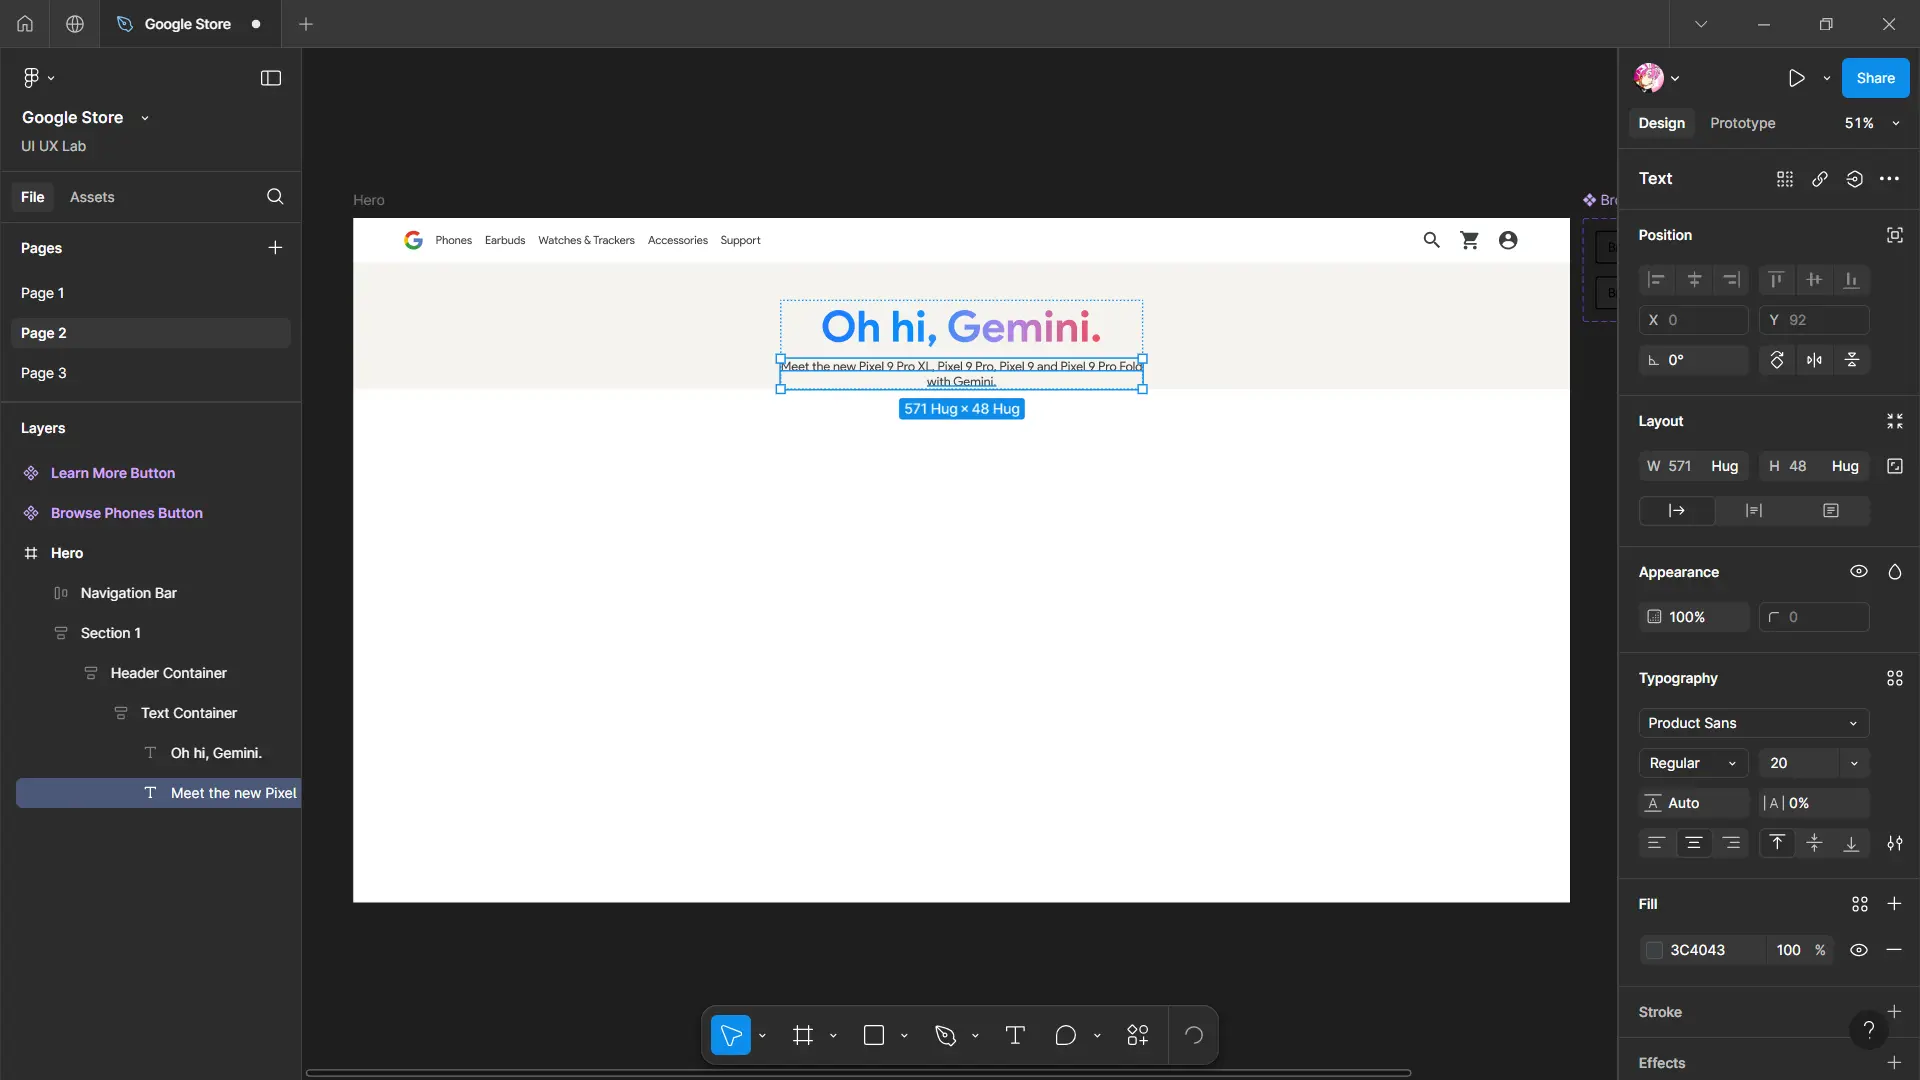 Google Store
Share
Google Store
UI UX Lab
Design
Prototype
51%
File
Assets
Text
Hero
Bro
Pages
Position
Phones
Earbuds
Watches & Trackers
Accessories
Support
Page 1
X 0
Y 92
Page 2
Oh hi, Gemini.
0°
Page 3
Meet the new Pixel 9 Pro XL, Pixel 9 Pro, Pixel 9 and Pixel 9 Pro Fold
with Gemini.
571 Hug × 48 Hug
Layers
Layout
W 571 Hug
H 48 Hug
Learn More Button
Browse Phones Button
Hero
Appearance
Navigation Bar
100%
0
Section 1
Header Container
Typography
Text Container
Product Sans
Oh hi, Gemini.
Regular
20
Meet the new Pixel
Auto
0%
Fill
3C4043
100 %
Stroke
?
Effects